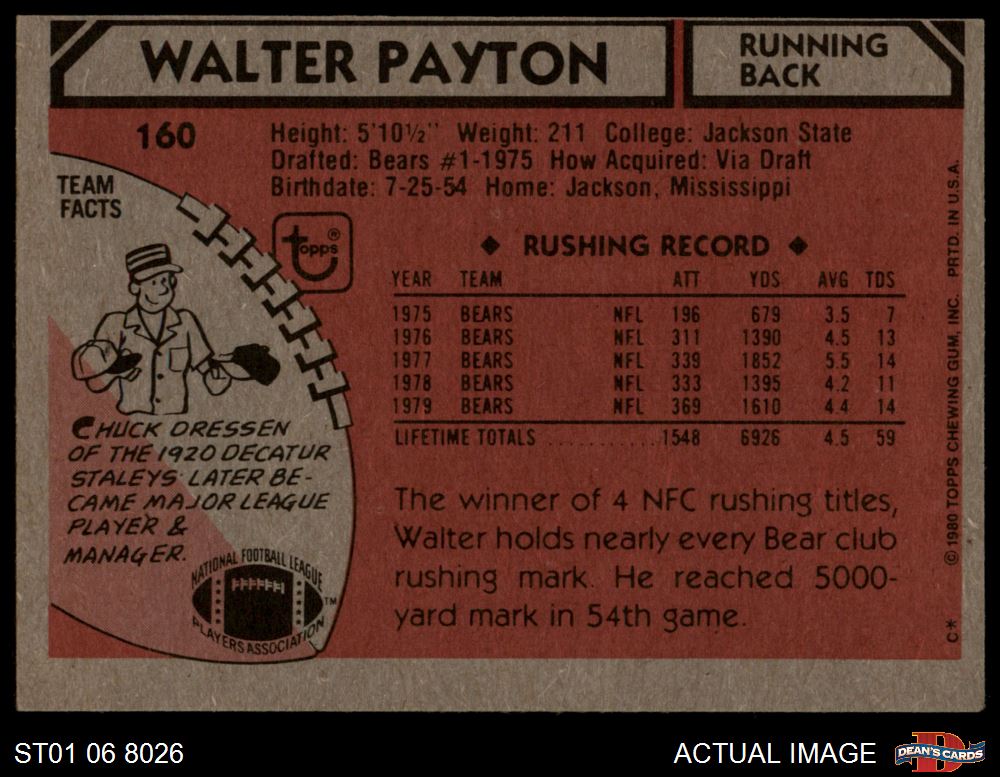 WALTER PAYTON
RUNNING
BACK
160
Height: 5'10½" Weight: 211 College: Jackson State
Drafted: Bears #1-1975 How Acquired: Via Draft
Birthdate: 7-25-54 Home: Jackson, Mississippi
TEAM
FACTS
topps®
◆ RUSHING RECORD ◆
YEAR TEAM ATT YDS AVG TDS
1975 BEARS NFL 196 679 3.5 7
1976 BEARS NFL 311 1390 4.5 13
1977 BEARS NFL 339 1852 5.5 14
1978 BEARS NFL 333 1395 4.2 11
1979 BEARS NFL 369 1610 4.4 14
LIFETIME TOTALS ........... 1548 6926 4.5 59
CHUCK DRESSEN
OF THE 1920 DECATUR
STALEYS LATER BE-
CAME MAJOR LEAGUE
PLAYER &
MANAGER.
NATIONAL FOOTBALL LEAGUE
PLAYERS ASSOCIATION
TM
The winner of 4 NFC rushing titles,
Walter holds nearly every Bear club
rushing mark. He reached 5000-
yard mark in 54th game.
C* © 1980 TOPPS CHEWING GUM, INC. PRTD. IN U.S.A.
ST01 06 8026
ACTUAL IMAGE
D
DEAN'S CARDS